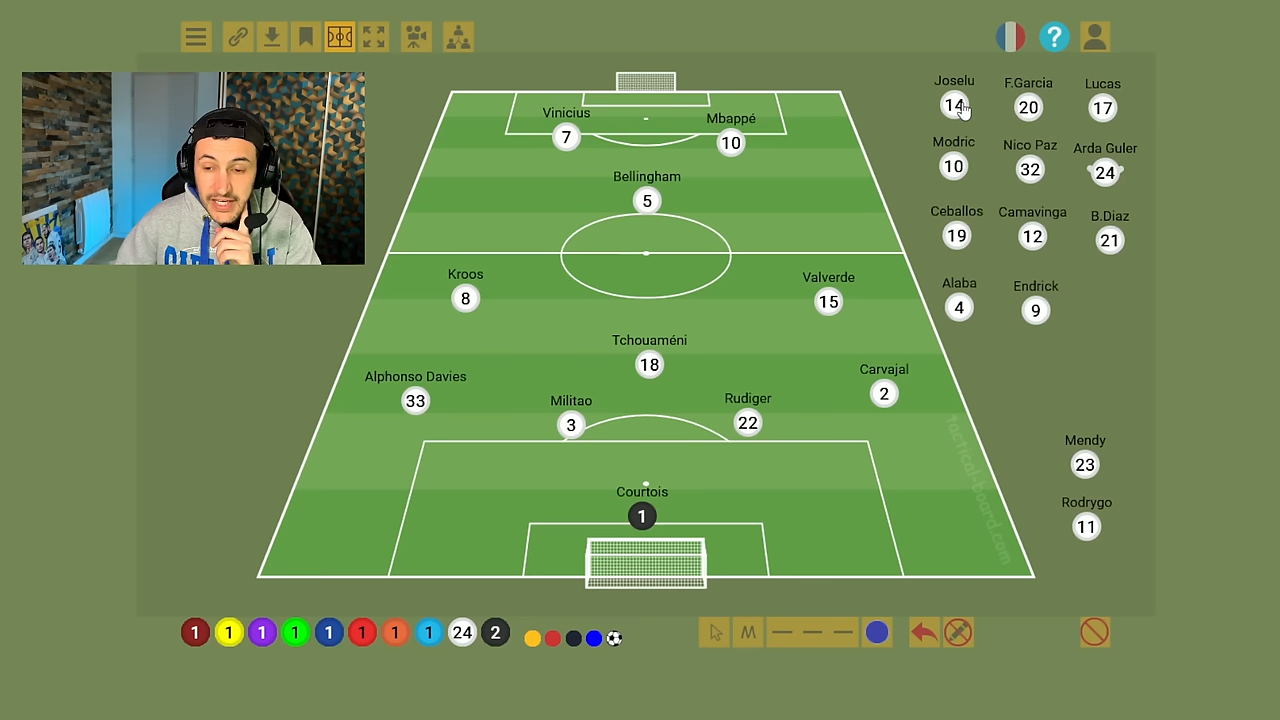 Joselu
14
F.Garcia
20
Lucas
17
Vinicius
7
Mbappé
10
Modric
10
Nico Paz
32
Arda Guler
24
Bellingham
5
Ceballos
19
Camavinga
12
B.Diaz
21
Kroos
8
Valverde
15
Alaba
4
Endrick
9
Tchouaméni
18
Alphonso Davies
33
Militao
3
Rudiger
22
Carvajal
2
Mendy
23
Courtois
1
Rodrygo
11
tactical-board.com
1 1 1 1 1 1 1 1 24 2
M
?